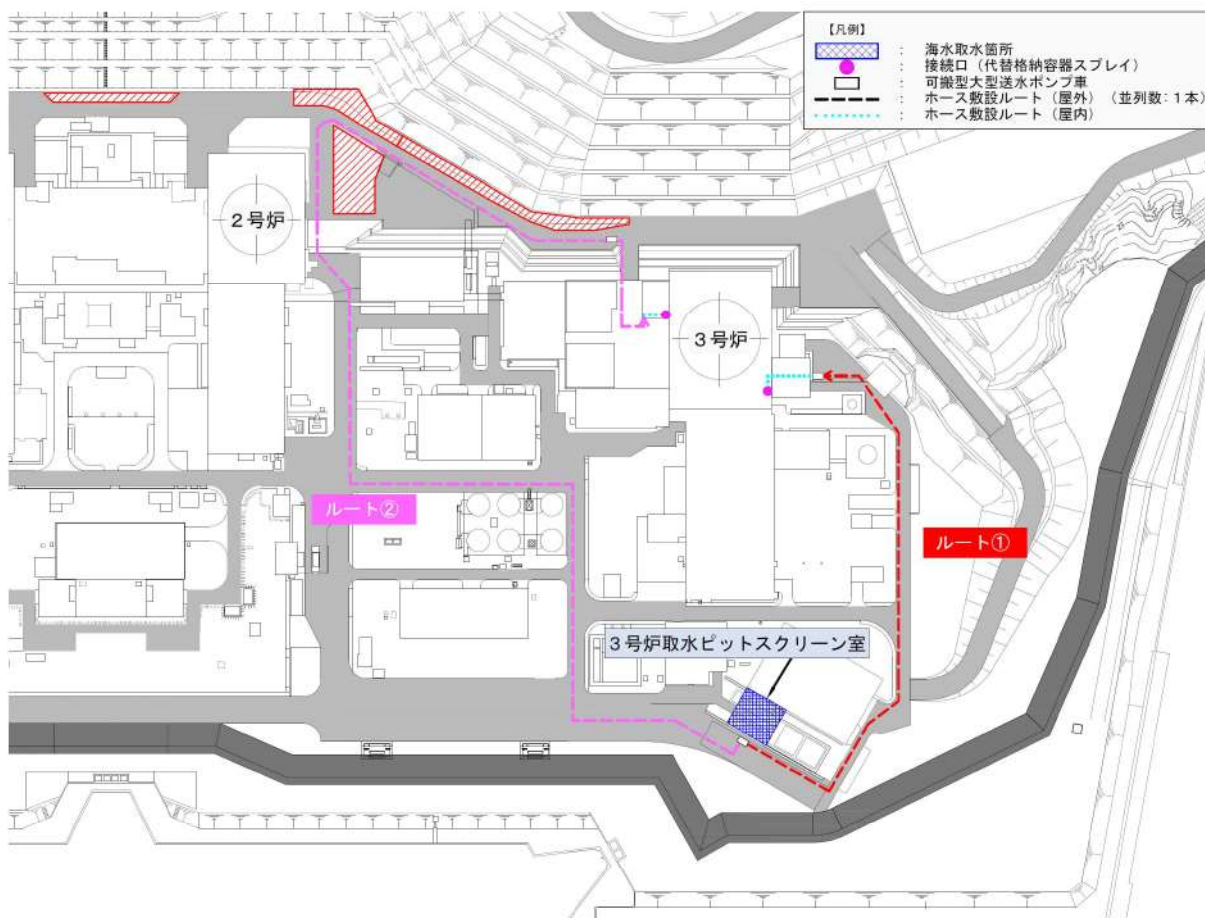 【凡例】
： 海水取水箇所
： 接続口（代替格納容器スプレイ）
： 可搬型大型送水ポンプ車
： ホース敷設ルート（屋外）（並列数：1本）
： ホース敷設ルート（屋内）
2号炉
3号炉
ルート②
ルート①
3号炉取水ピットスクリーン室